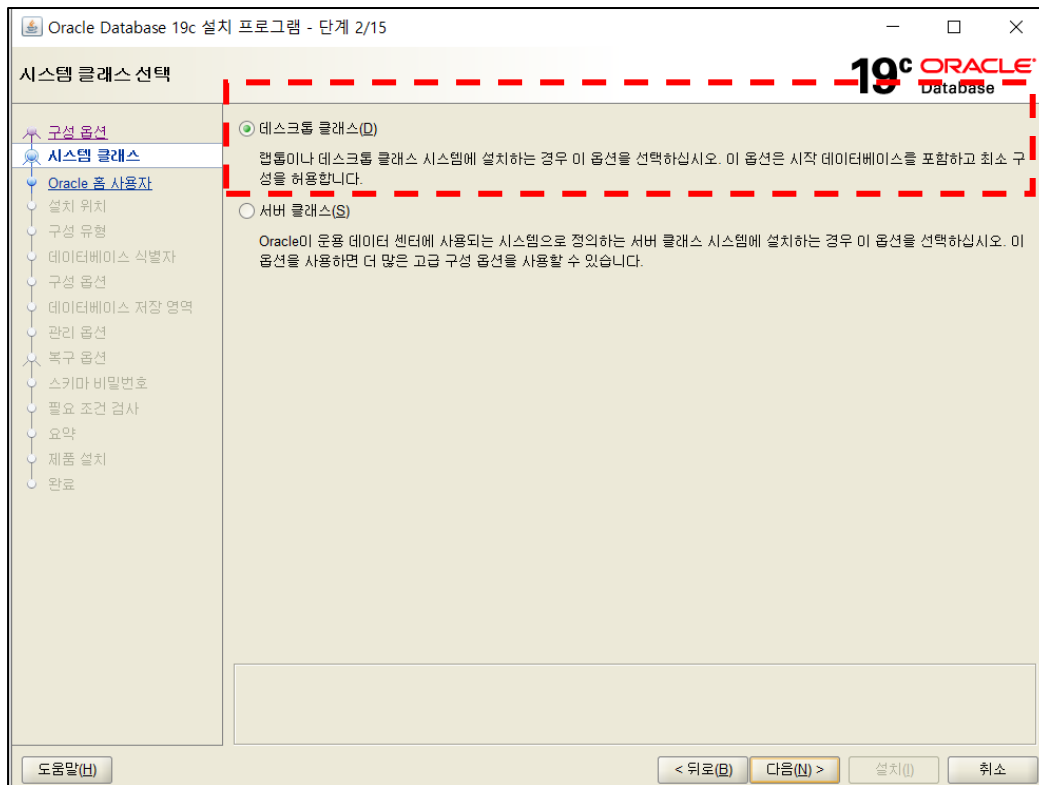 Oracle Database 19c 설치 프로그램 - 단계 2/15
시스템 클래스 선택
19c ORACLE
Database
구성 옵션
시스템 클래스
Oracle 홈 사용자
설치 위치
구성 유형
데이터베이스 식별자
구성 옵션
데이터베이스 저장 영역
관리 옵션
복구 옵션
스키마 비밀번호
필요 조건 검사
요약
제품 설치
완료
데스크톱 클래스(D)
랩톱이나 데스크톱 클래스 시스템에 설치하는 경우 이 옵션을 선택하십시오. 이 옵션은 시작 데이터베이스를 포함하고 최소 구
성을 허용합니다.
서버 클래스(S)
Oracle이 운용 데이터 센터에 사용되는 시스템으로 정의하는 서버 클래스 시스템에 설치하는 경우 이 옵션을 선택하십시오. 이
옵션을 사용하면 더 많은 고급 구성 옵션을 사용할 수 있습니다.
도움말(H)
< 뒤로(B)
다음(N) >
설치(I)
취소